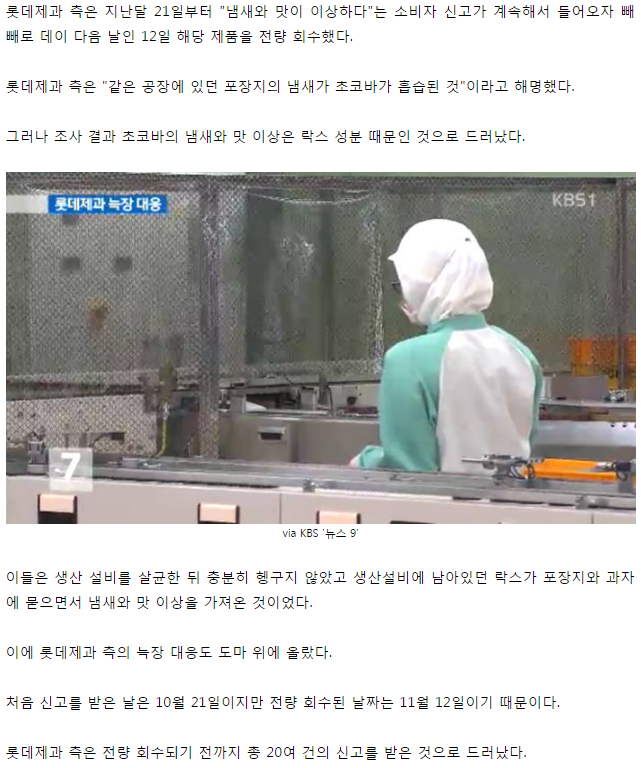 롯데제과 측은 지난달 21일부터 "냄새와 맛이 이상하다"는 소비자 신고가 계속해서 들어오자 빼
빼로 데이 다음 날인 12일 해당 제품을 전량 회수했다.
롯데제과 측은 "같은 공장에 있던 포장지의 냄새가 초코바가 흡습된 것"이라고 해명했다.
그러나 조사 결과 초코바의 냄새와 맛 이상은 락스 성분 때문인 것으로 드러났다.
롯데제과 늑장 대응
KBS1
7
via KBS '뉴스 9'
이들은 생산 설비를 살균한 뒤 충분히 헹구지 않았고 생산설비에 남아있던 락스가 포장지와 과자
에 묻으면서 냄새와 맛 이상을 가져온 것이었다.
이에 롯데제과 측의 늑장 대응도 도마 위에 올랐다.
처음 신고를 받은 날은 10월 21일이지만 전량 회수된 날짜는 11월 12일이기 때문이다.
롯데제과 측은 전량 회수되기 전까지 총 20여 건의 신고를 받은 것으로 드러났다.